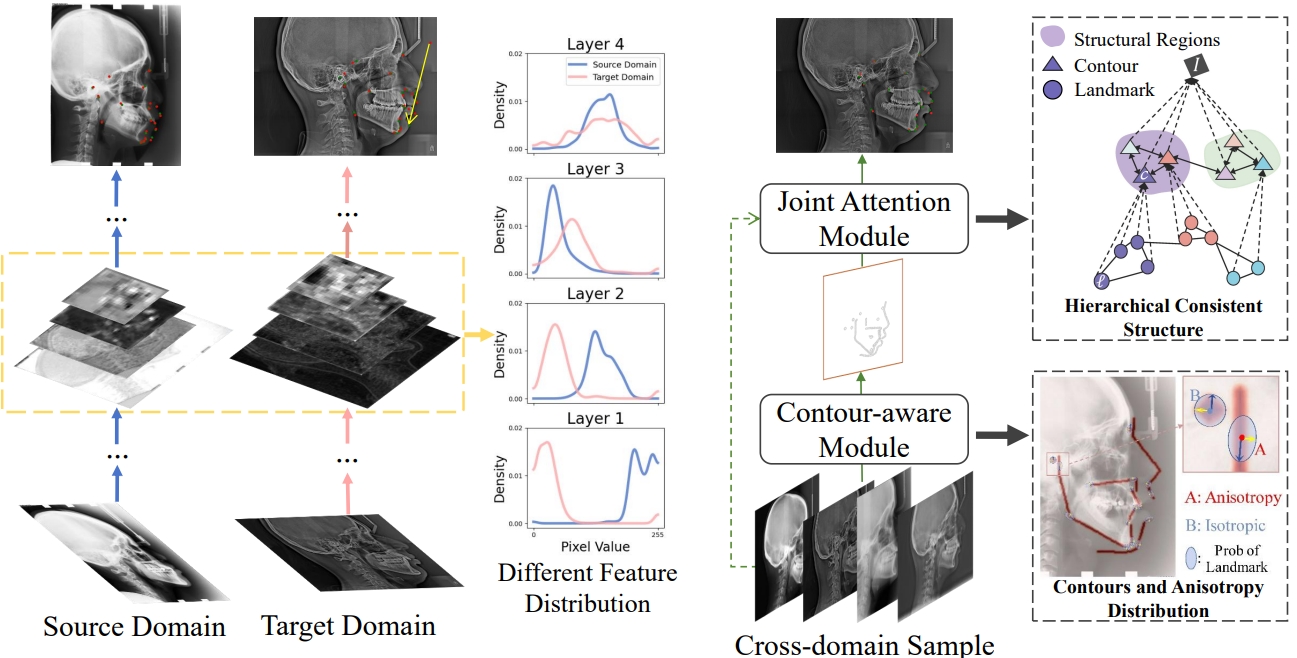 Layer 4
Source Domain
Target Domain
0.02
0.01
0.00
Density
Layer 3
0.02
0.01
0.00
Density
Layer 2
0.02
0.01
0.00
Density
Layer 1
0.02
0.01
0.00
Density
0
255
Pixel Value
Different Feature
Distribution
...
...
...
...
Source Domain
Target Domain
Joint Attention
Module
Contour-aware
Module
Cross-domain Sample
Structural Regions
Contour
Landmark
I
c
ℓ
Hierarchical Consistent
Structure
B
A
A: Anisotropy
B: Isotropic
: Prob of
Landmark
Contours and Anisotropy
Distribution